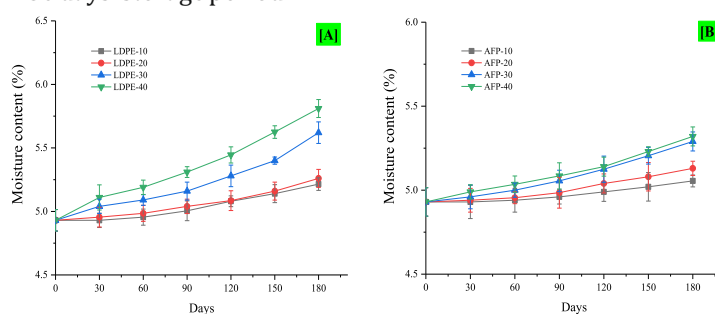 [A]
LDPE-10
LDPE-20
LDPE-30
LDPE-40
6.5
6.0
5.5
5.0
4.5
Moisture content (%)
0 30 60 90 120 150 180
Days
[B
AFP-10
AFP-20
AFP-30
AFP-40
6.0
5.5
5.0
4.5
Moisture content (%)
0 30 60 90 120 150 180
Days